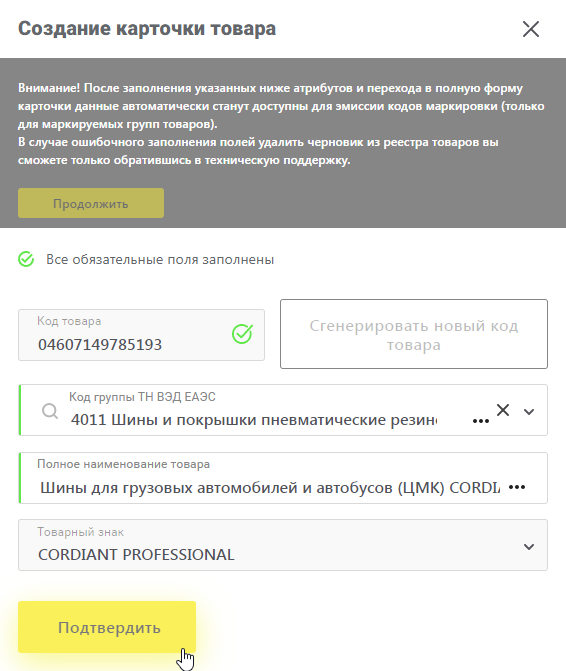 Создание карточки товара
Внимание! После заполнения указанных ниже атрибутов и перехода в полную форму
карточки данные автоматически станут доступны для эмиссии кодов маркировки (только
для маркируемых групп товаров).
В случае ошибочного заполнения полей удалить черновик из реестра товаров вы
сможете только обратившись в техническую поддержку.
Продолжить
Все обязательные поля заполнены
Код товара
04607149785193
Сгенерировать новый код
товара
Код группы ТН ВЭД ЕАЭС
4011 Шины и покрышки пневматические резин
Полное наименование товара
Шины для грузовых автомобилей и автобусов (ЦМК) CORDI
Товарный знак
CORDIANT PROFESSIONAL
Подтвердить